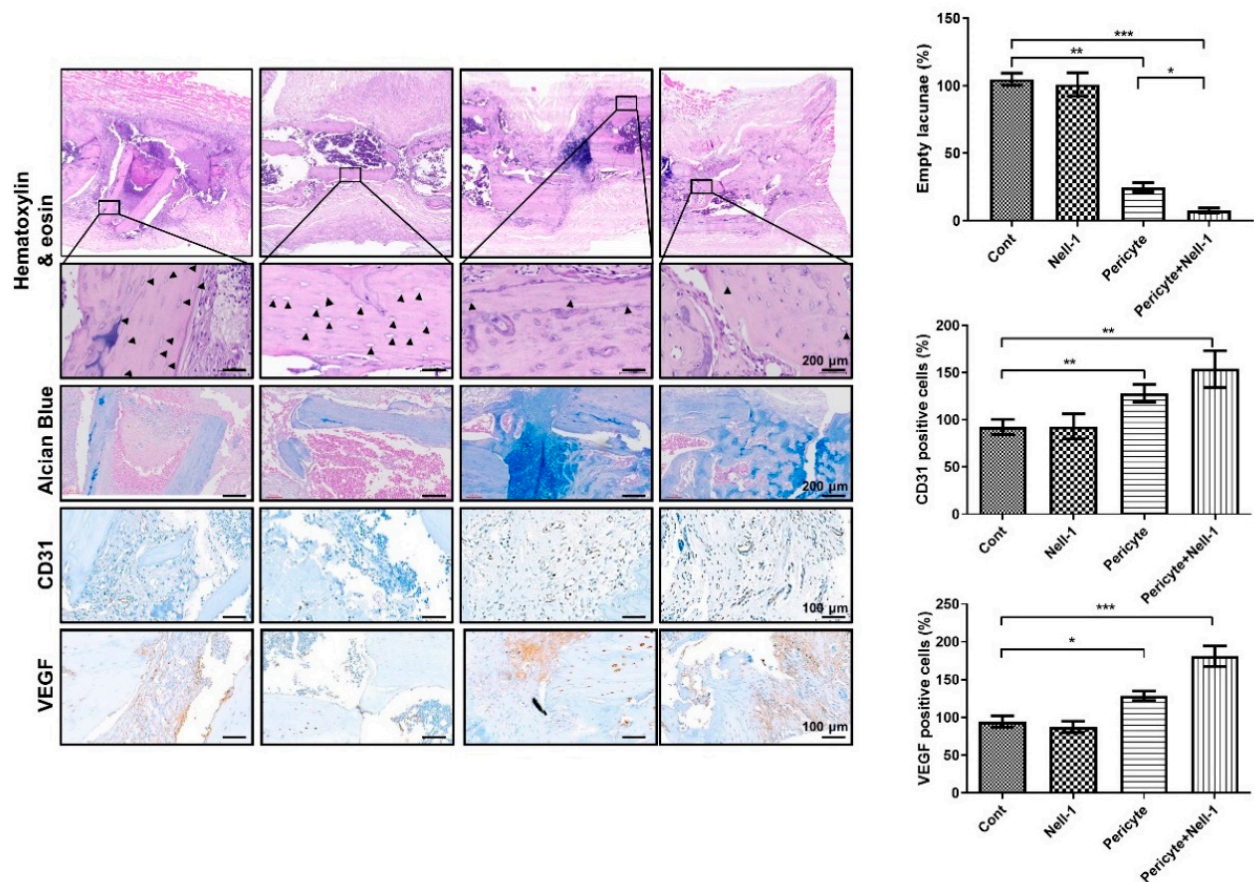 Hematoxylin
& eosin
200 µm
Alcian Blue
200 µm
CD31
100 µm
VEGF
100 µm
Empty lacunae (%)
150
100
50
0
***
**
*
Cont
Nell-1
Pericyte
Pericyte+Nell-1
CD31 positive cells (%)
200
150
100
50
0
**
**
Cont
Nell-1
Pericyte
Pericyte+Nell-1
VEGF positive cells (%)
250
200
150
100
50
0
***
*
Cont
Nell-1
Pericyte
Pericyte+Nell-1